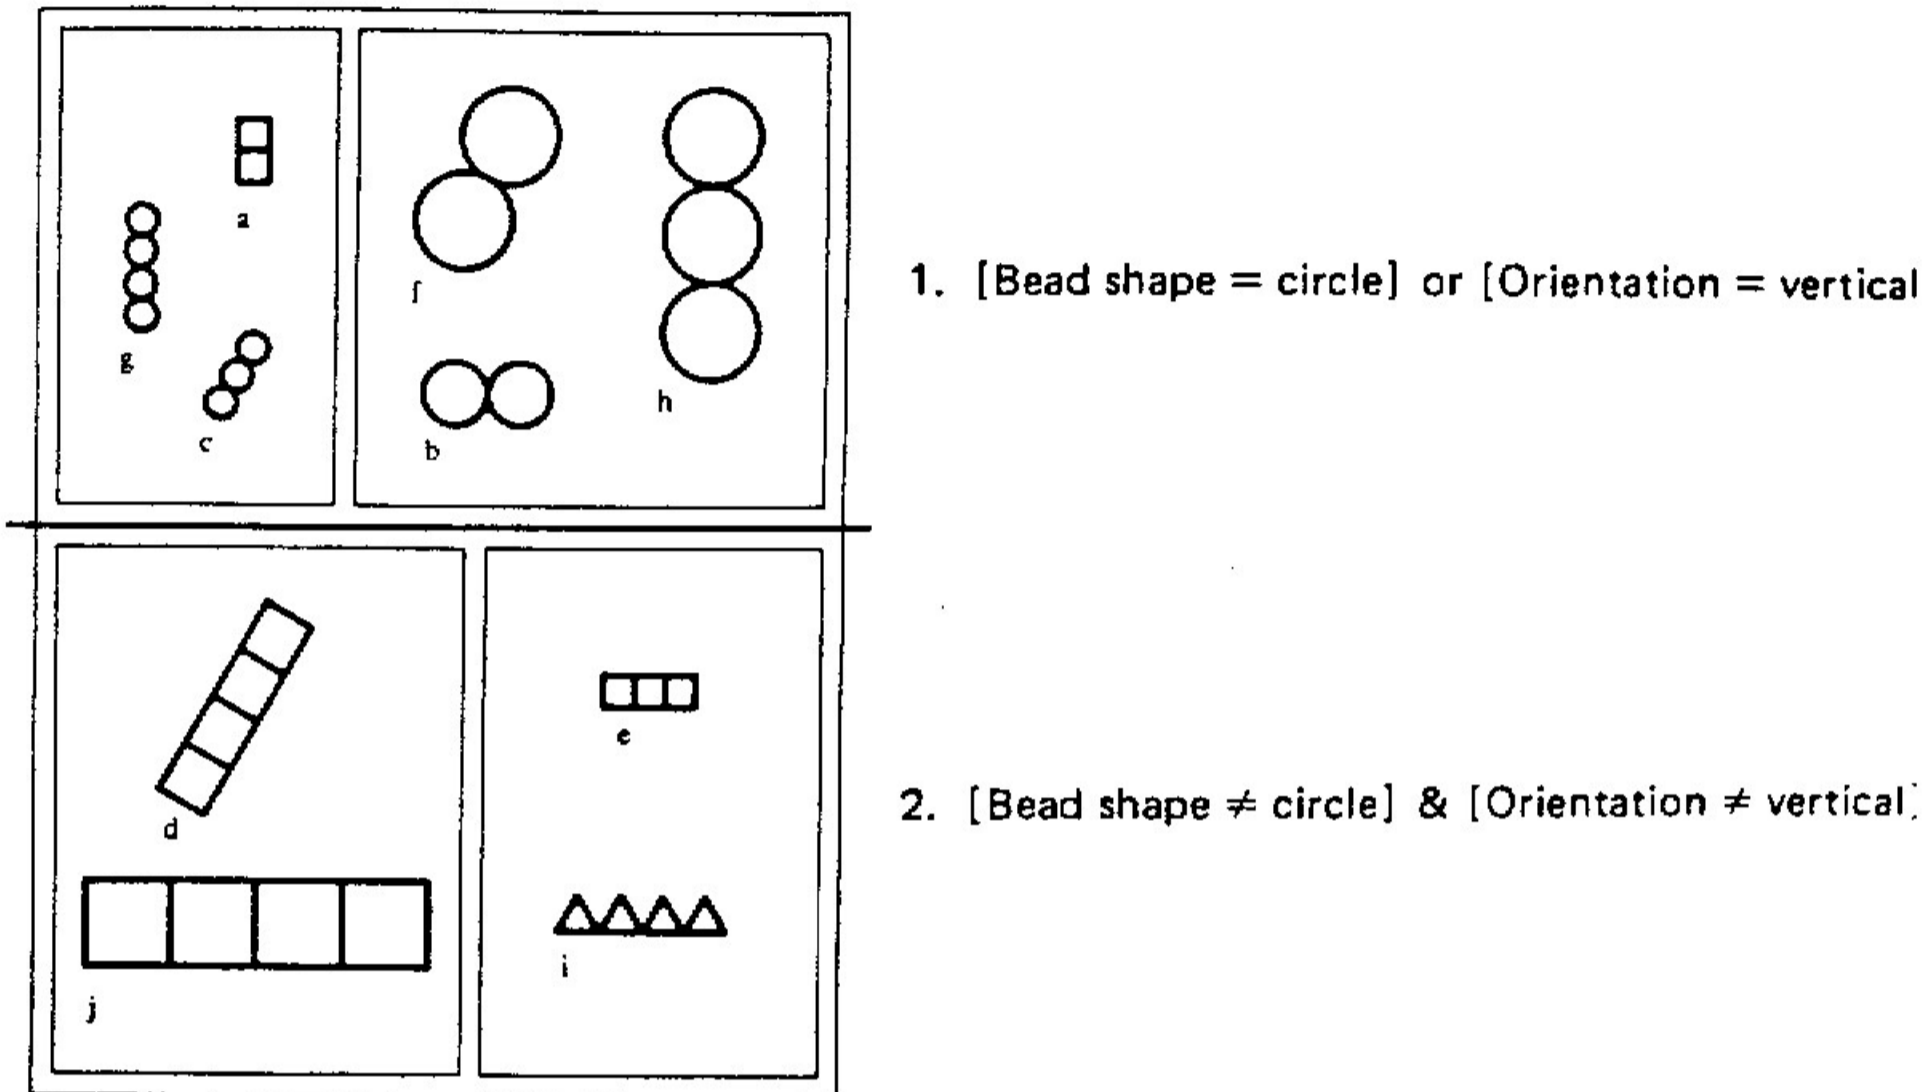 a
g
c
f
h
b
1. [Bead shape = circle] or [Orientation = vertical
d
e
j
i
2. [Bead shape ≠ circle] & [Orientation ≠ vertical]